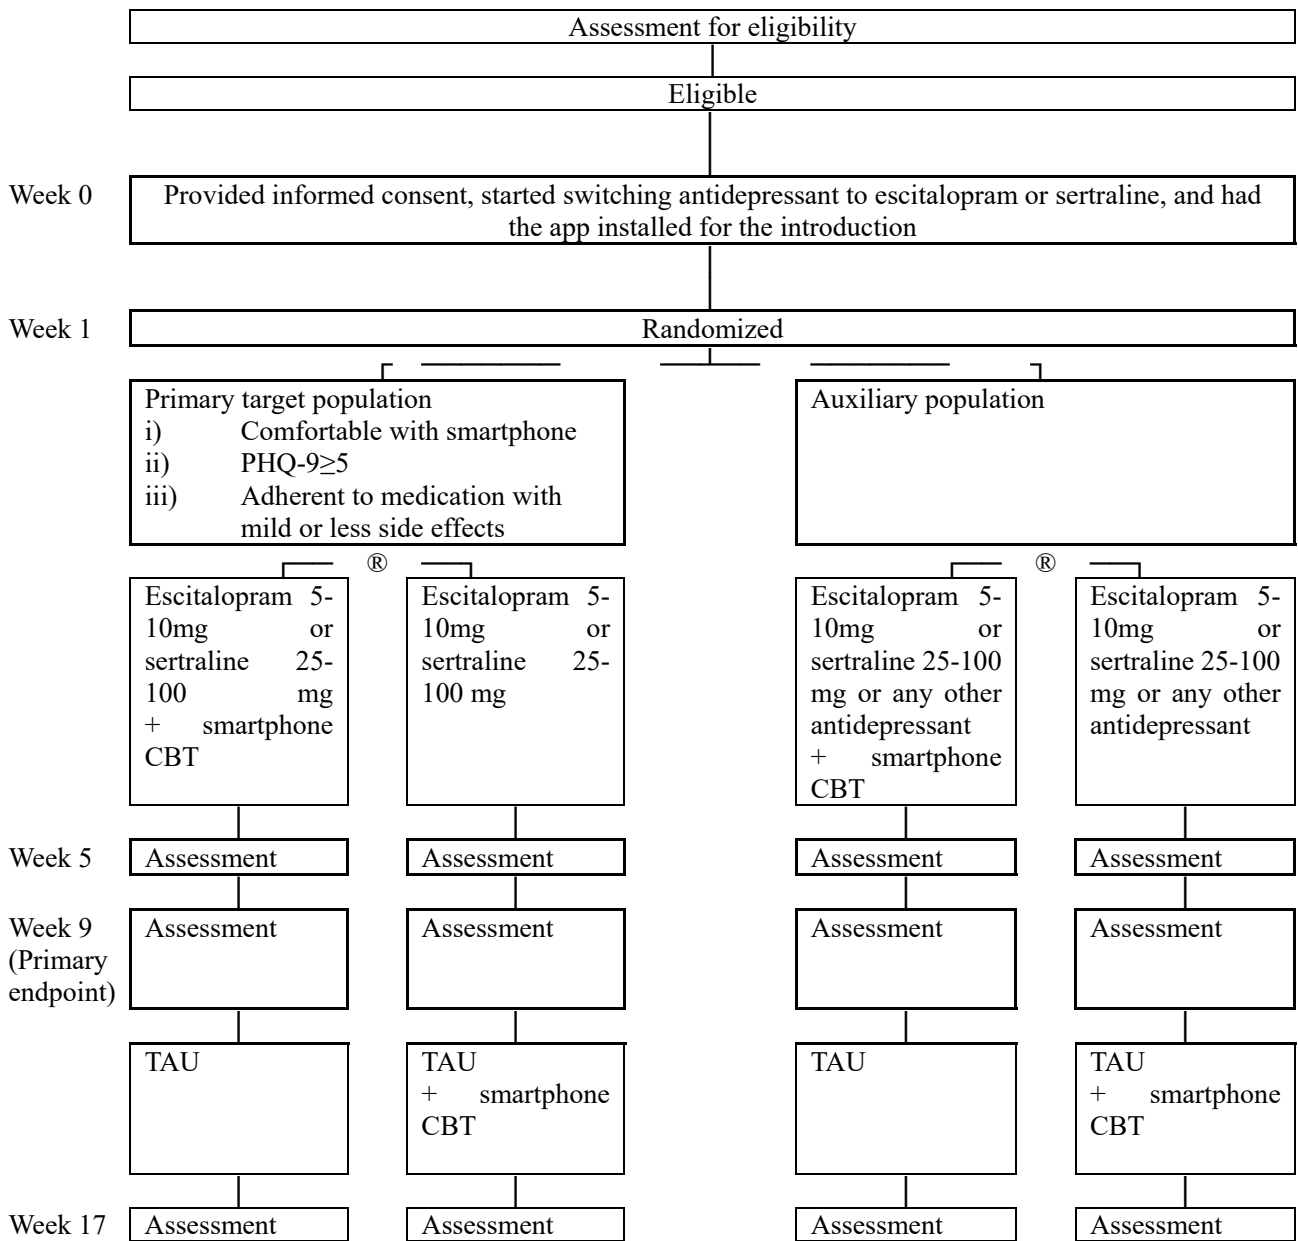 Assessment for eligibility
Eligible
Week 0
Provided informed consent, started switching antidepressant to escitalopram or sertraline, and had
the app installed for the introduction
Week 1
Randomized
Primary target population
i) Comfortable with smartphone
ii) PHQ-9≥5
iii) Adherent to medication with
mild or less side effects
Auxiliary population
®
®
Escitalopram 5-
10mg or
sertraline 25-
100 mg
+ smartphone
CBT
Escitalopram 5-
10mg or
sertraline 25-
100 mg
Escitalopram 5-
10mg or
sertraline 25-100
mg or any other
antidepressant
+ smartphone
CBT
Escitalopram 5-
10mg or
sertraline 25-100
mg or any other
antidepressant
Week 5
Assessment
Assessment
Assessment
Assessment
Week 9
(Primary
endpoint)
Assessment
Assessment
Assessment
Assessment
TAU
TAU
+ smartphone
CBT
TAU
TAU
+ smartphone
CBT
Week 17
Assessment
Assessment
Assessment
Assessment